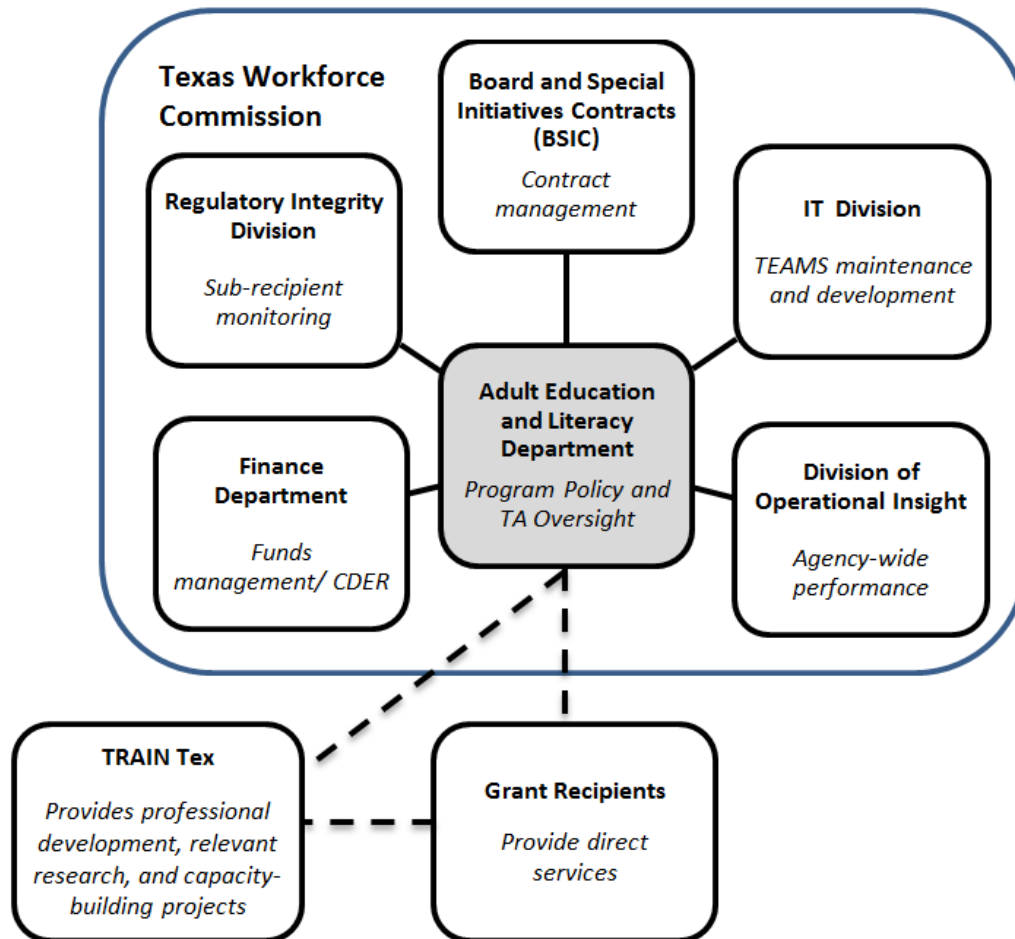 Texas Workforce
Commission
Board and Special
Initiatives Contracts
(BSIC)
Contract
management
Regulatory Integrity
Division
Sub-recipient
monitoring
IT Division
TEAMS maintenance
and development
Adult Education
and Literacy
Department
Program Policy and
TA Oversight
Finance
Department
Funds
management/ CDER
Division of
Operational Insight
Agency-wide
performance
TRAIN Tex
Provides professional
development, relevant
research, and capacity-
building projects
Grant Recipients
Provide direct
services